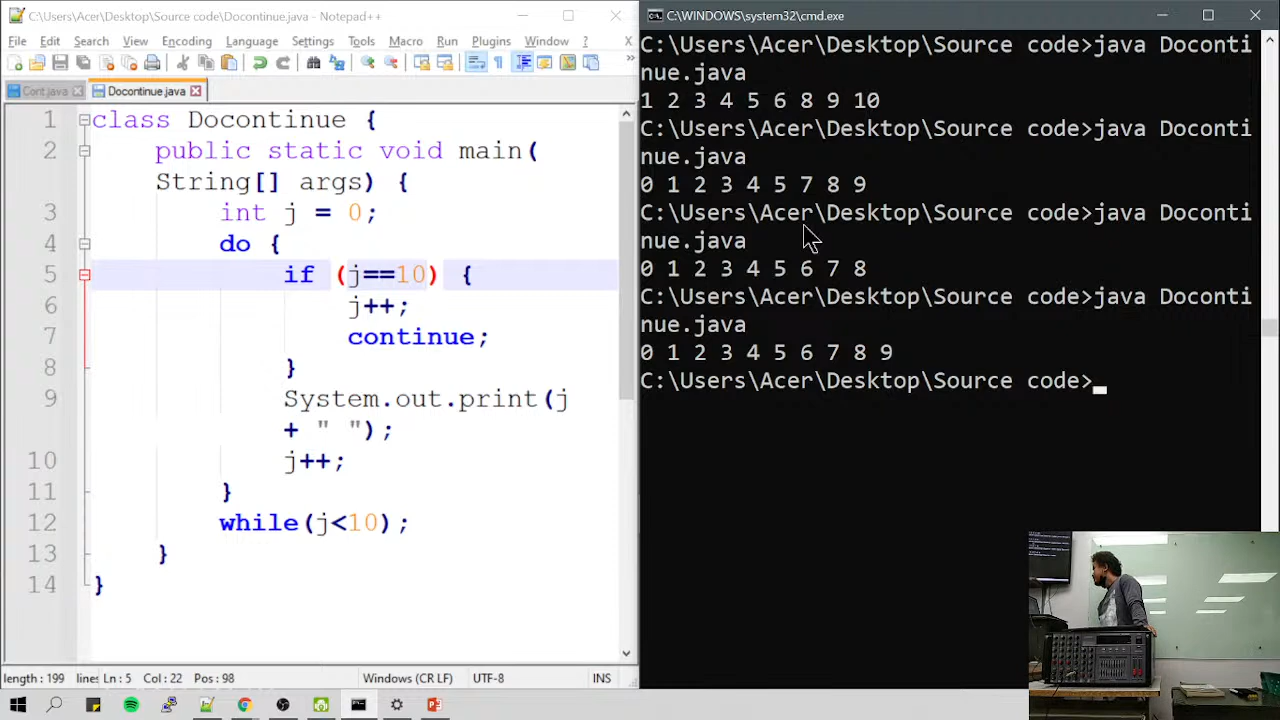 C:\Users\Acer\Desktop\Source code\Docontinue.java - Notepad++
File Edit Search View Encoding Language Settings Tools Macro Run Plugins Window ? X
Cont.java Docontinue.java
1 class Docontinue {
2 public static void main(
String[] args) {
3 int j = 0;
4 do {
5 if (j==10) {
6 j++;
7 continue;
8 }
9 System.out.print(j
+ " ");
10 j++;
11 }
12 while(j<10);
13 }
14 }
length : 199 lines Ln : 5 Col : 22 Pos : 98 Windows (CR LF) UTF-8 INS
C:\WINDOWS\system32\cmd.exe
C:\Users\Acer\Desktop\Source code>java Doconti
nue.java
1 2 3 4 5 6 8 9 10
C:\Users\Acer\Desktop\Source code>java Doconti
nue.java
0 1 2 3 4 5 7 8 9
C:\Users\Acer\Desktop\Source code>java Doconti
nue.java
0 1 2 3 4 5 6 7 8
C:\Users\Acer\Desktop\Source code>java Doconti
nue.java
0 1 2 3 4 5 6 7 8 9
C:\Users\Acer\Desktop\Source code>